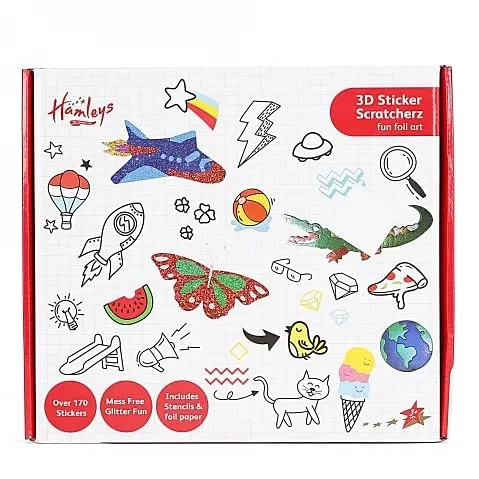 Hamleys
3D Sticker
Scratcherz
fun foil art
Over 170
Stickers
Mess Free
Glitter Fun
Includes
Stencils &
foil paper
3+